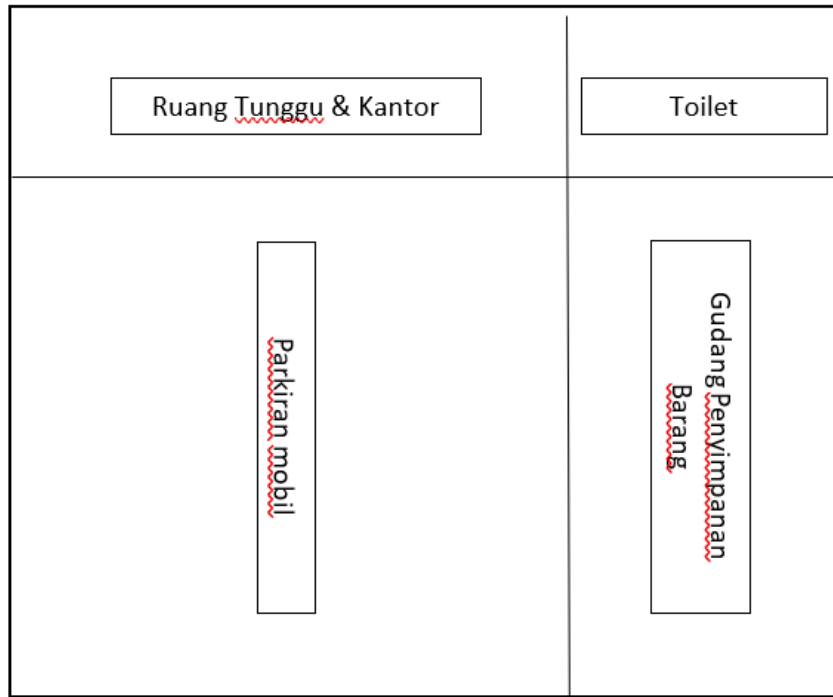 Ruang Tunggu & Kantor
Toilet
Parkiran mobil
Gudang Penyimpanan
Barang